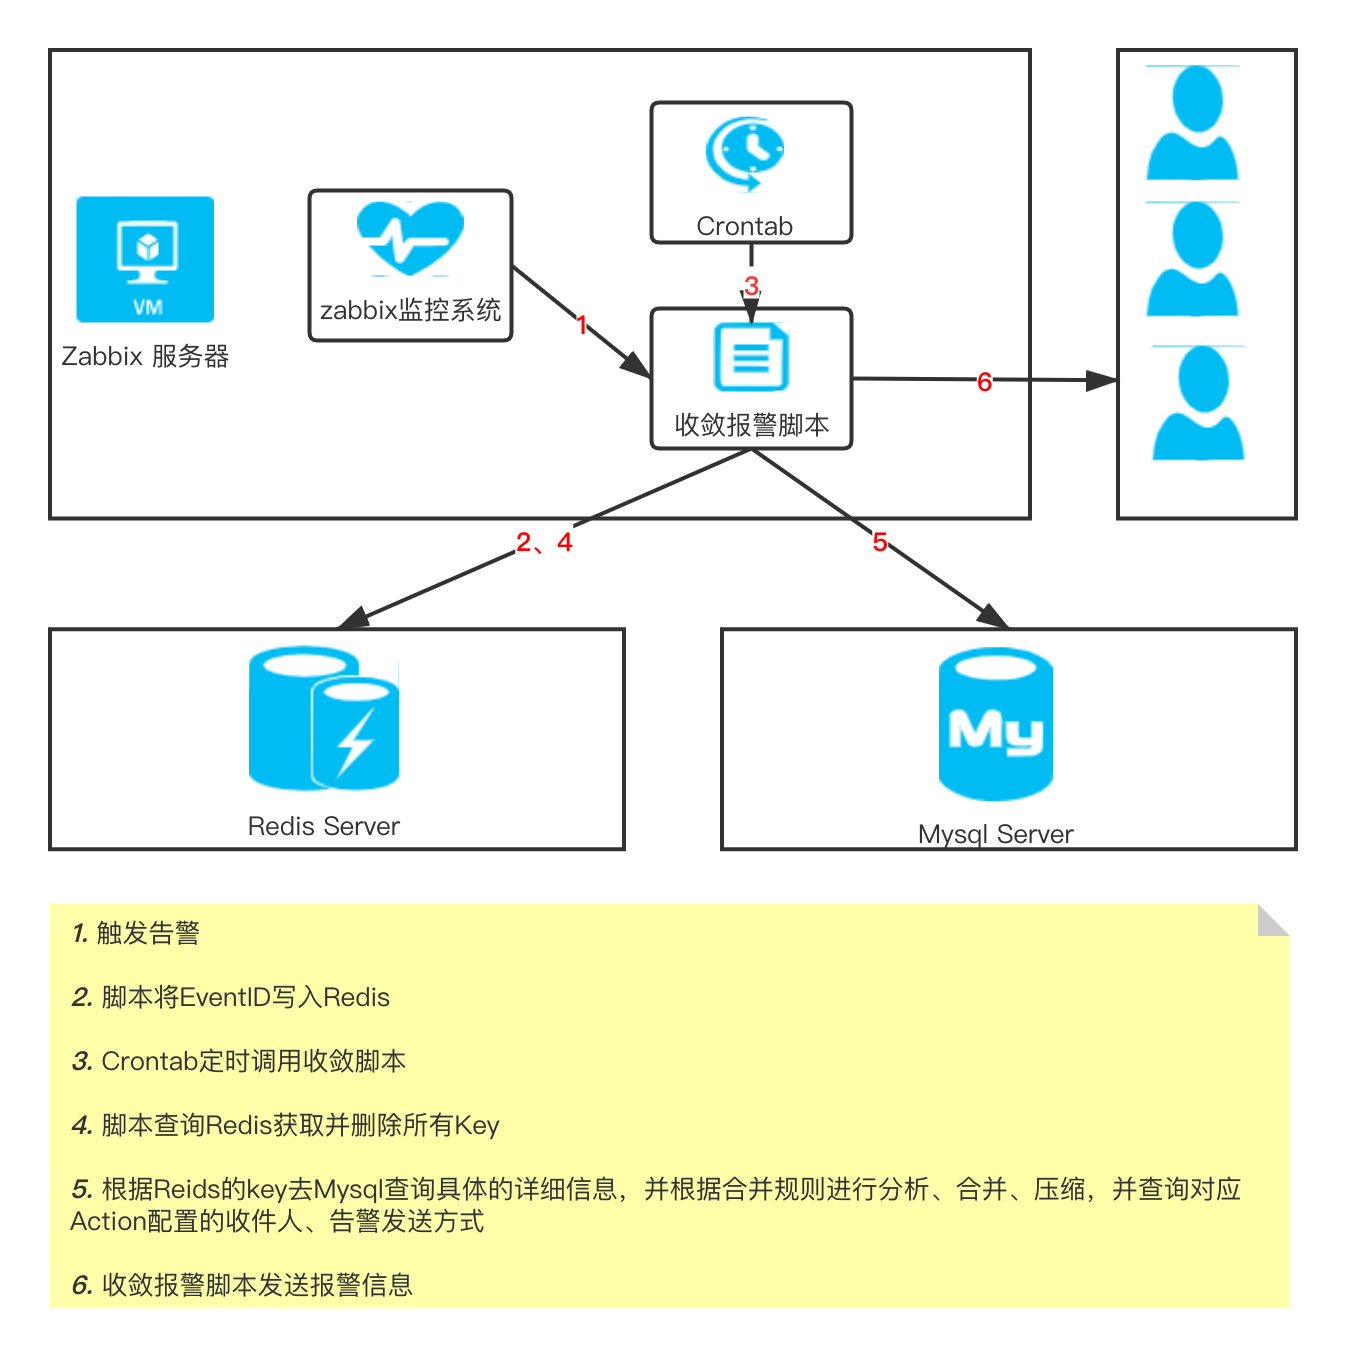 Crontab
VM
Zabbix 服务器
zabbix监控系统
1
3
收敛报警脚本
6
2、4
5
My
Redis Server
Mysql Server
1. 触发告警
2. 脚本将EventID写入Redis
3. Crontab定时调用收敛脚本
4. 脚本查询Redis获取并删除所有Key
5. 根据Reids的key去Mysql查询具体的详细信息，并根据合并规则进行分析、合并、压缩，并查询对应
Action配置的收件人、告警发送方式
6. 收敛报警脚本发送报警信息